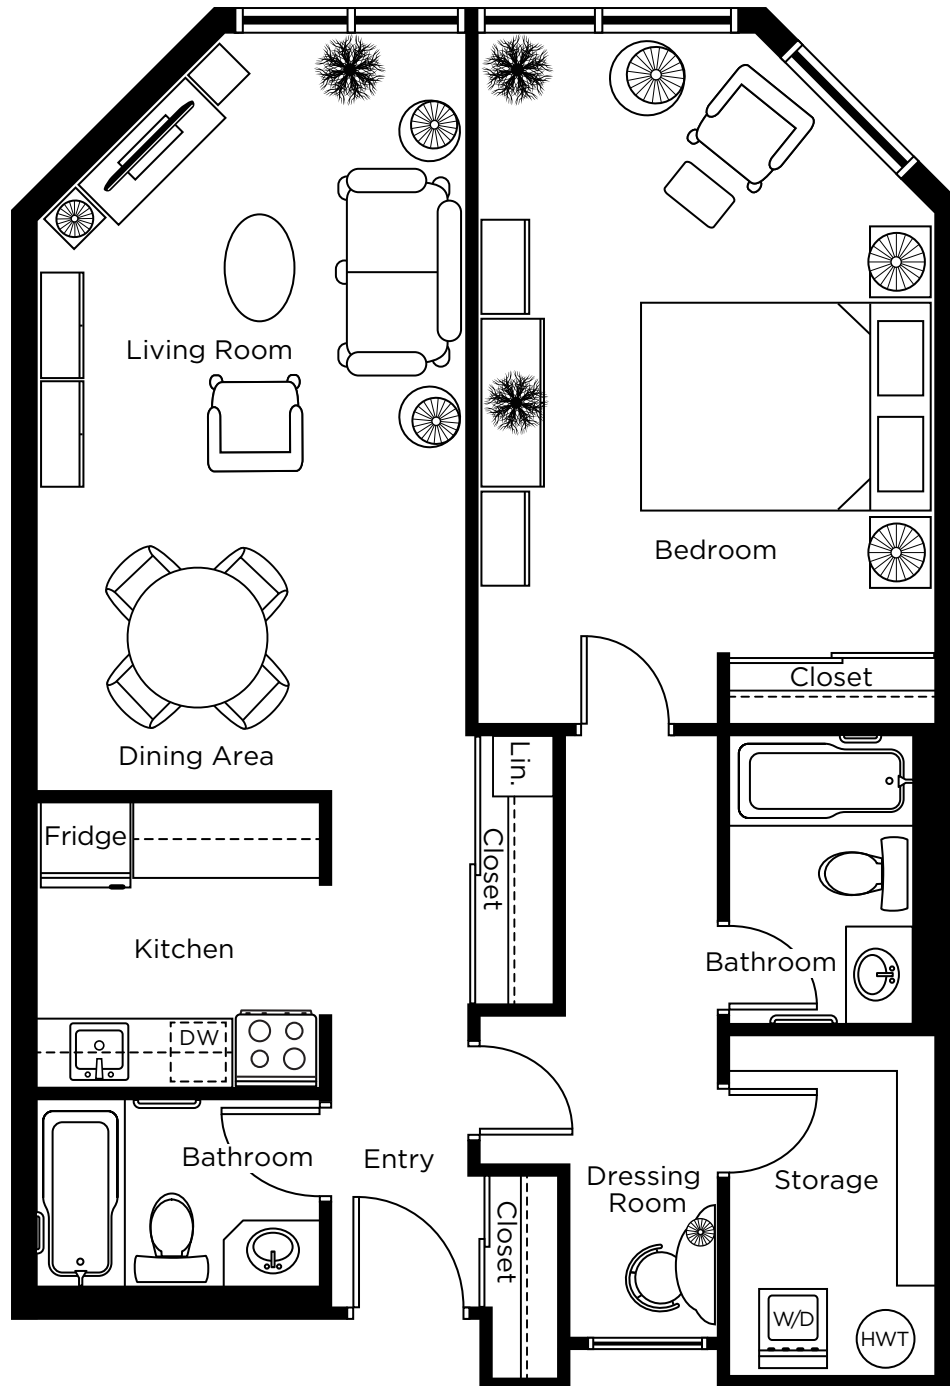 Living Room
Bedroom
Closet
Dining Area
Lin.
Fridge
Closet
Kitchen
Bathroom
DW
Bathroom
Entry
Dressing
Room
Storage
Closet
W/D
HWT